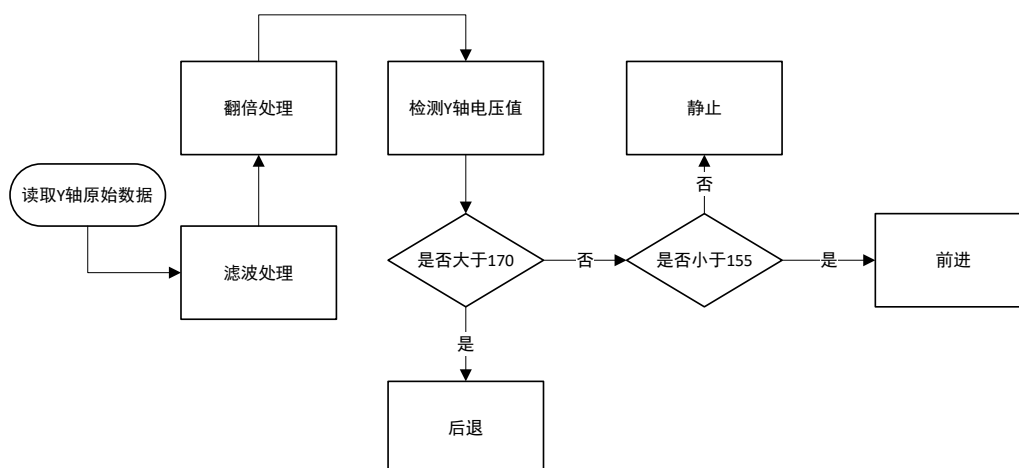 翻倍处理
检测Y轴电压值
静止
读取Y轴原始数据
否
滤波处理
是否大于170
否
是否小于155
是
前进
是
后退